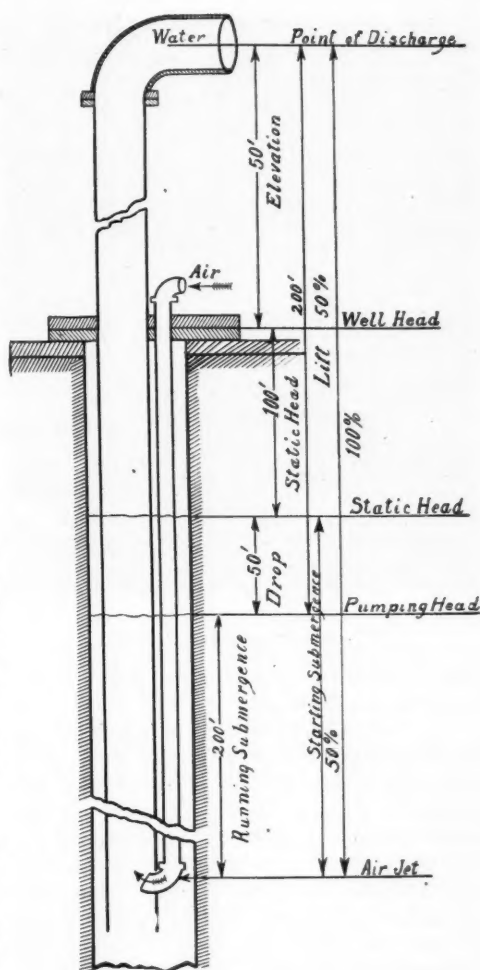 Water
Point of Discharge
50'
Elevation
Air
200'
50%
Well Head
Lift
100'
Static Head
100%
Static Head
50'
Drop
Pumping Head
200'
Running Submergence
Starting Submergence
50%
Air Jet